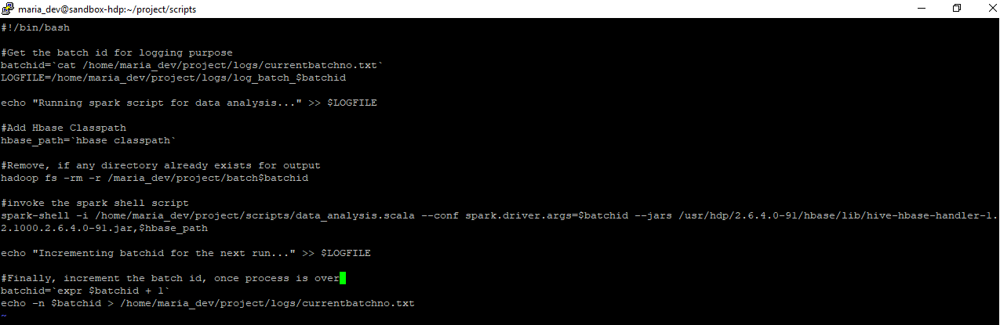 maria_dev@sandbox-hdp:~/project/scripts
#!/bin/bash
#Get the batch id for logging purpose
batchid=`cat /home/maria_dev/project/logs/currentbatchno.txt`
LOGFILE=/home/maria_dev/project/logs/log_batch_$batchid
echo "Running spark script for data analysis..." >> $LOGFILE
#Add Hbase Classpath
hbase_path=`hbase classpath`
#Remove, if any directory already exists for output
hadoop fs -rm -r /maria_dev/project/batch$batchid
#invoke the spark shell script
spark-shell -i /home/maria_dev/project/scripts/data_analysis.scala --conf spark.driver.args=$batchid --jars /usr/hdp/2.6.4.0-91/hbase/lib/hive-hbase-handler-1.
2.1000.2.6.4.0-91.jar,$hbase_path
echo "Incrementing batchid for the next run..." >> $LOGFILE
#Finally, increment the batch id, once process is over
batchid=`expr $batchid + 1`
echo -n $batchid > /home/maria_dev/project/logs/currentbatchno.txt
~